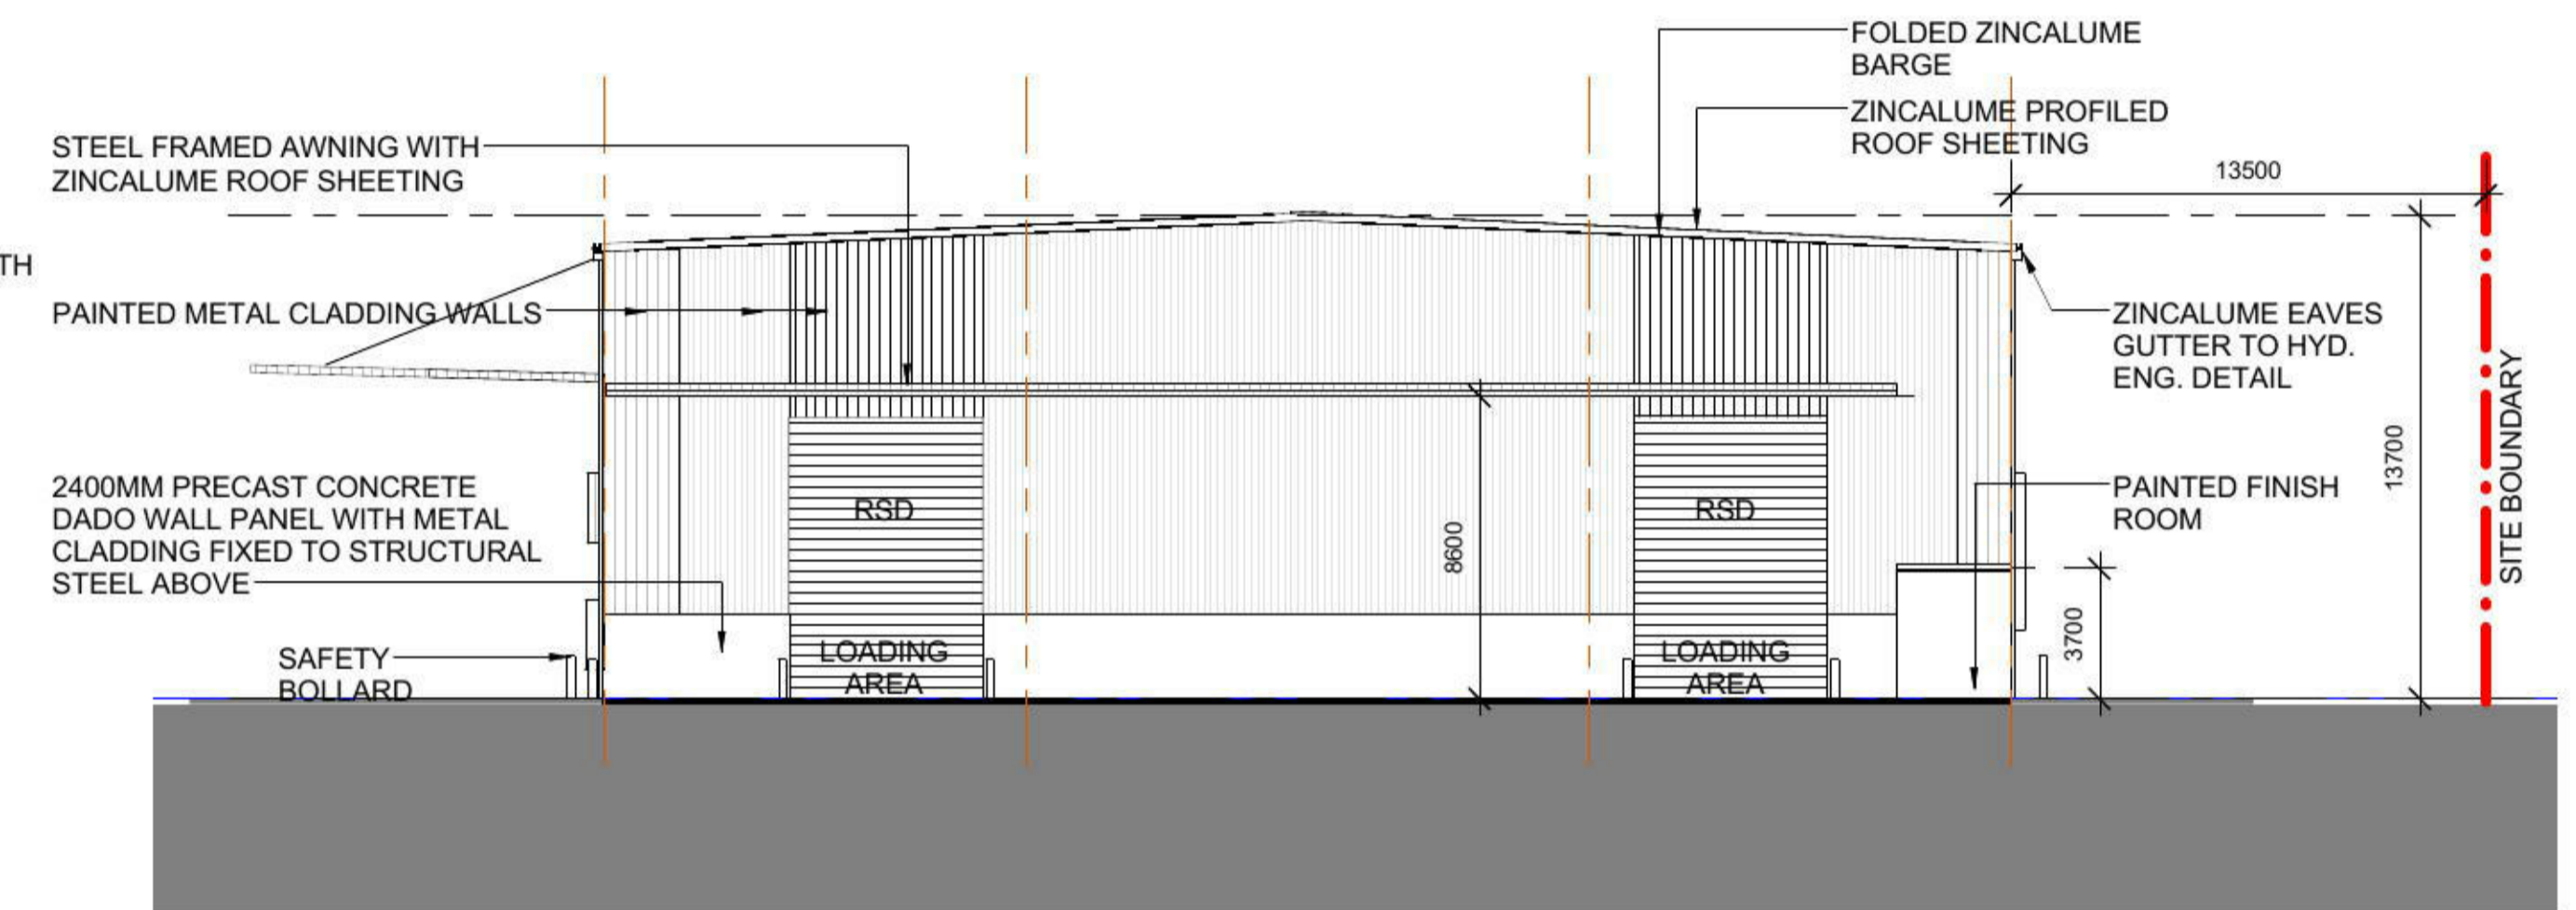 FOLDED ZINCALUME
BARGE
ZINCALUME PROFILED
ROOF SHEETING
STEEL FRAMED AWNING WITH
ZINCALUME ROOF SHEETING
13500
TH
PAINTED METAL CLADDING WALLS
ZINCALUME EAVES
GUTTER TO HYD.
ENG. DETAIL
2400MM PRECAST CONCRETE
DADO WALL PANEL WITH METAL
CLADDING FIXED TO STRUCTURAL
STEEL ABOVE
RSD
8600
RSD
PAINTED FINISH
ROOM
13700
SITE BOUNDARY
SAFETY
BOLLARD
LOADING
AREA
LOADING
AREA
3700